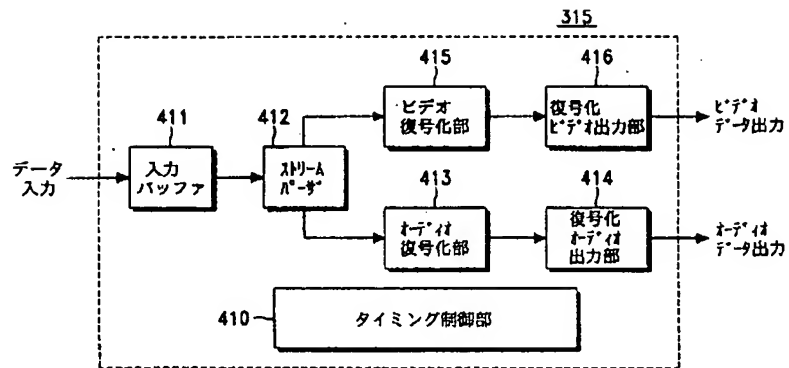 315
415
416
ビデオ
復号化部
復号化
ビデオ出力部
ビデオ
データ出力
411
412
データ
入力
入力
バッファ
ストリーム
パーザ
413
414
オーディオ
復号化部
復号化
オーディオ
出力部
オーディオ
データ出力
410
タイミング制御部